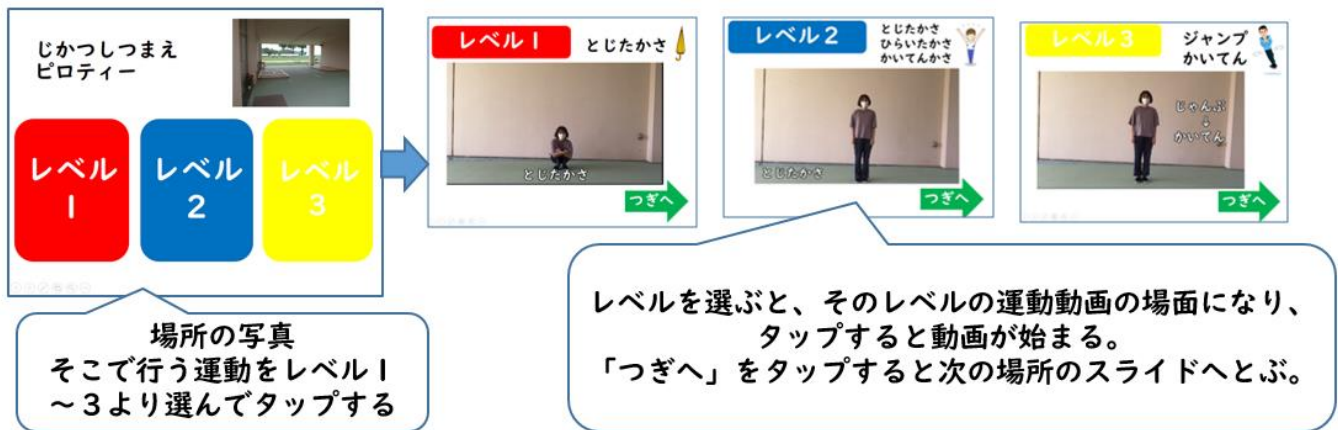 じかつしつまえ
ピロティー
レベル
1
レベル
2
レベル
3
レベル1
とじたかさ
とじたかさ
つぎへ
レベル2
とじたかさ
ひらいたかさ
かいてんかさ
とじたかさ
つぎへ
レベル3
ジャンプ
かいてん
じゃんぷ
↓
かいてん
つぎへ
場所の写真
そこで行う運動をレベル1
～3より選んでタップする
レベルを選ぶと、そのレベルの運動動画の場面になり、
タップすると動画が始まる。
「つぎへ」をタップすると次の場所のスライドへとぶ。